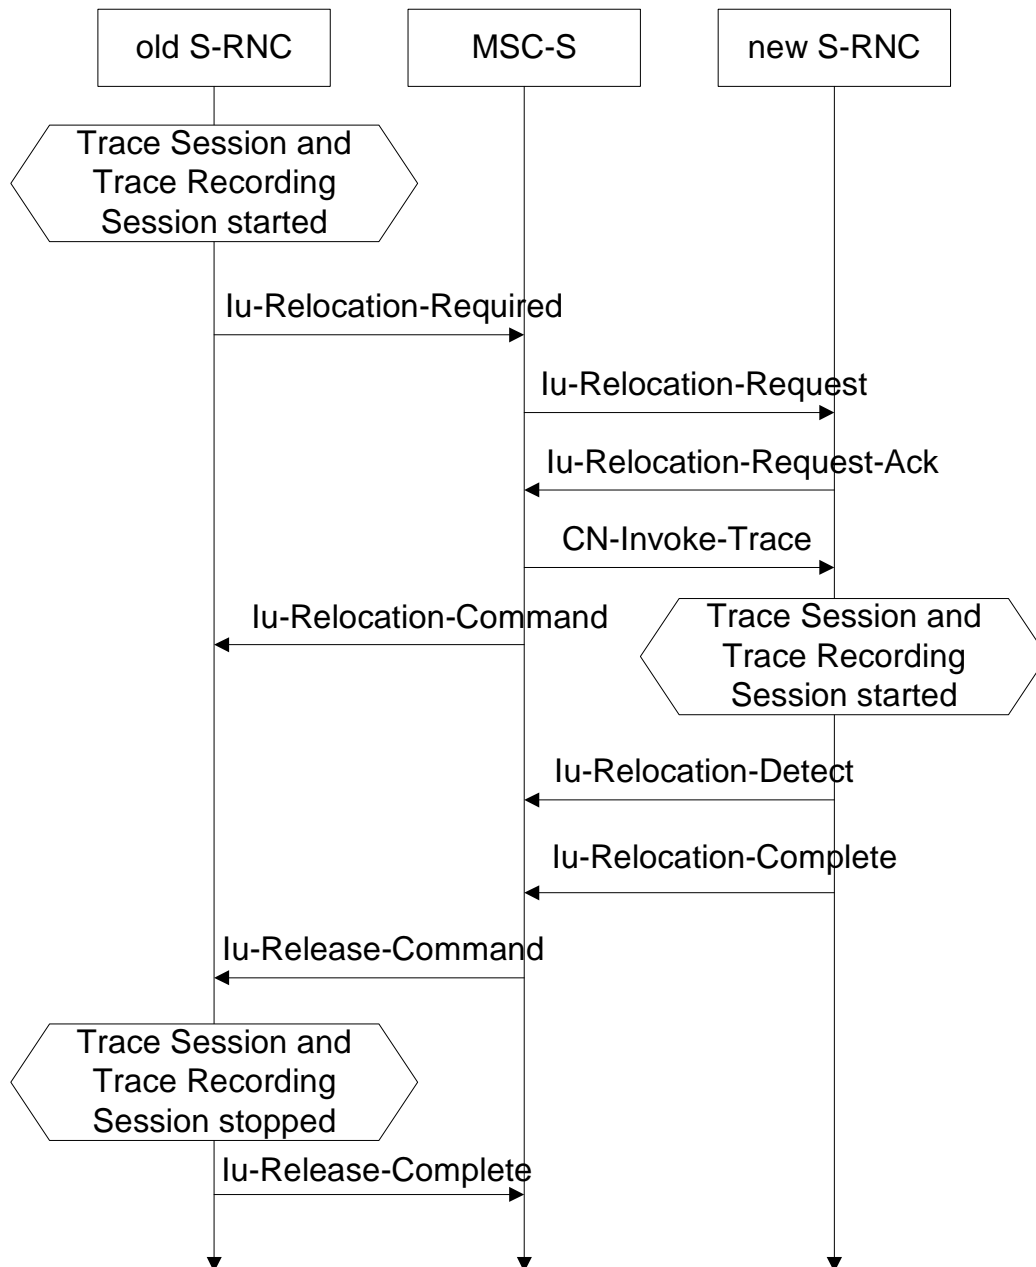 old S-RNC
MSC-S
new S-RNC
Trace Session and
Trace Recording
Session started
Iu-Relocation-Required
Iu-Relocation-Request
Iu-Relocation-Request-Ack
CN-Invoke-Trace
Iu-Relocation-Command
Trace Session and
Trace Recording
Session started
Iu-Relocation-Detect
Iu-Relocation-Complete
Iu-Release-Command
Trace Session and
Trace Recording
Session stopped
Iu-Release-Complete